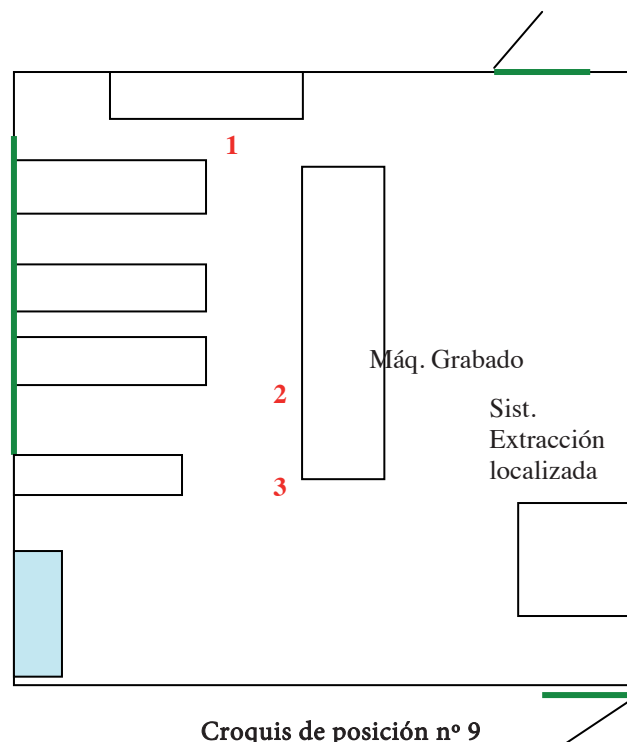 1
Máq. Grabado
2
Sist.
Extracción
localizada
3
Croquis de posición nº 9